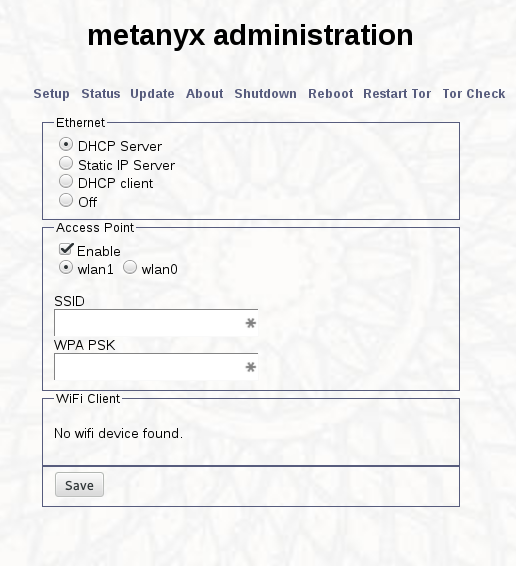 metanyx administration
Setup Status Update About Shutdown Reboot Restart Tor Tor Check
Ethernet
DHCP Server
Static IP Server
DHCP client
Off
Access Point
Enable
wlan1 wlan0
SSID
*
WPA PSK
*
WiFi Client
No wifi device found.
Save